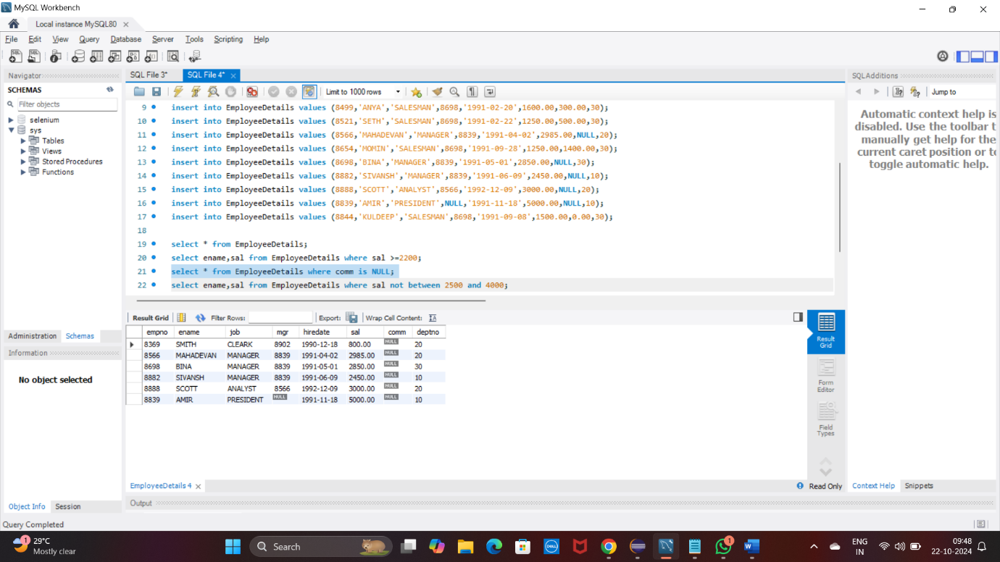 MySQL Workbench
Local instance MySQL80
File Edit View Query Database Server Tools Scripting Help
Navigator
SCHEMAS
Filter objects
selenium
sys
Tables
Views
Stored Procedures
Functions
Administration Schemas
Information
No object selected
Object Info Session
SQL File 3* SQL File 4*
Limit to 1000 rows
9 insert into EmployeeDetails values (8499,'ANYA','SALESMAN',8698,'1991-02-20',1600.00,300.00,30);
10 insert into EmployeeDetails values (8521,'SETH','SALESMAN',8698,'1991-02-22',1250.00,500.00,30);
11 insert into EmployeeDetails values (8566,'MAHADEVAN','MANAGER',8839,'1991-04-02',2985.00,NULL,20);
12 insert into EmployeeDetails values (8654,'MOMIN','SALESMAN',8698,'1991-09-28',1250.00,1400.00,30);
13 insert into EmployeeDetails values (8698,'BINA','MANAGER',8839,'1991-05-01',2850.00,NULL,30);
14 insert into EmployeeDetails values (8882,'SIVANSH','MANAGER',8839,'1991-06-09',2450.00,NULL,10);
15 insert into EmployeeDetails values (8888,'SCOTT','ANALYST',8566,'1992-12-09',3000.00,NULL,20);
16 insert into EmployeeDetails values (8839,'AMIR','PRESIDENT',NULL,'1991-11-18',5000.00,NULL,10);
17 insert into EmployeeDetails values (8844,'KULDEEP','SALESMAN',8698,'1991-09-08',1500.00,0.00,30);
18
19 select * from EmployeeDetails;
20 select ename,sal from EmployeeDetails where sal >=2200;
21 select * from EmployeeDetails where comm is NULL;
22 select ename,sal from EmployeeDetails where sal not between 2500 and 4000;
Result Grid Filter Rows: Export: Wrap Cell Content:
empno ename job mgr hiredate sal comm deptno
8369 SMITH CLEARK 8902 1990-12-18 800.00 NULL 20
8566 MAHADEVAN MANAGER 8839 1991-04-02 2985.00 NULL 20
8698 BINA MANAGER 8839 1991-05-01 2850.00 NULL 30
8882 SIVANSH MANAGER 8839 1991-06-09 2450.00 NULL 10
8888 SCOTT ANALYST 8566 1992-12-09 3000.00 NULL 20
8839 AMIR PRESIDENT NULL 1991-11-18 5000.00 NULL 10
Result
Grid
Form
Editor
Field
Types
EmployeeDetails 4
Read Only
Output
SQLAdditions
Jump to
Automatic context help is
disabled. Use the toolbar t
manually get help for the
current caret position or to
toggle automatic help.
Context Help Snippets
Query Completed
1
29°C
Mostly clear
Search
DELL
1
W
ENG
IN
09:48
22-10-2024